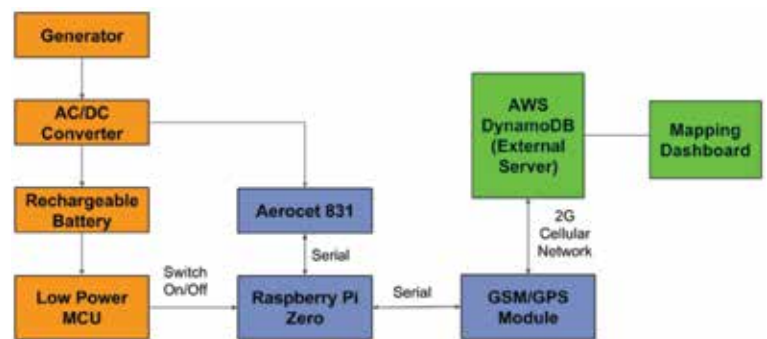 Generator
AC/DC
Converter
Rechargeable
Battery
Low Power
MCU
Switch
On/Off
Aerocet 831
Serial
Raspberry Pi
Zero
Serial
AWS
DynamoDB
(External
Server)
2G
Cellular
Network
GSM/GPS
Module
Mapping
Dashboard